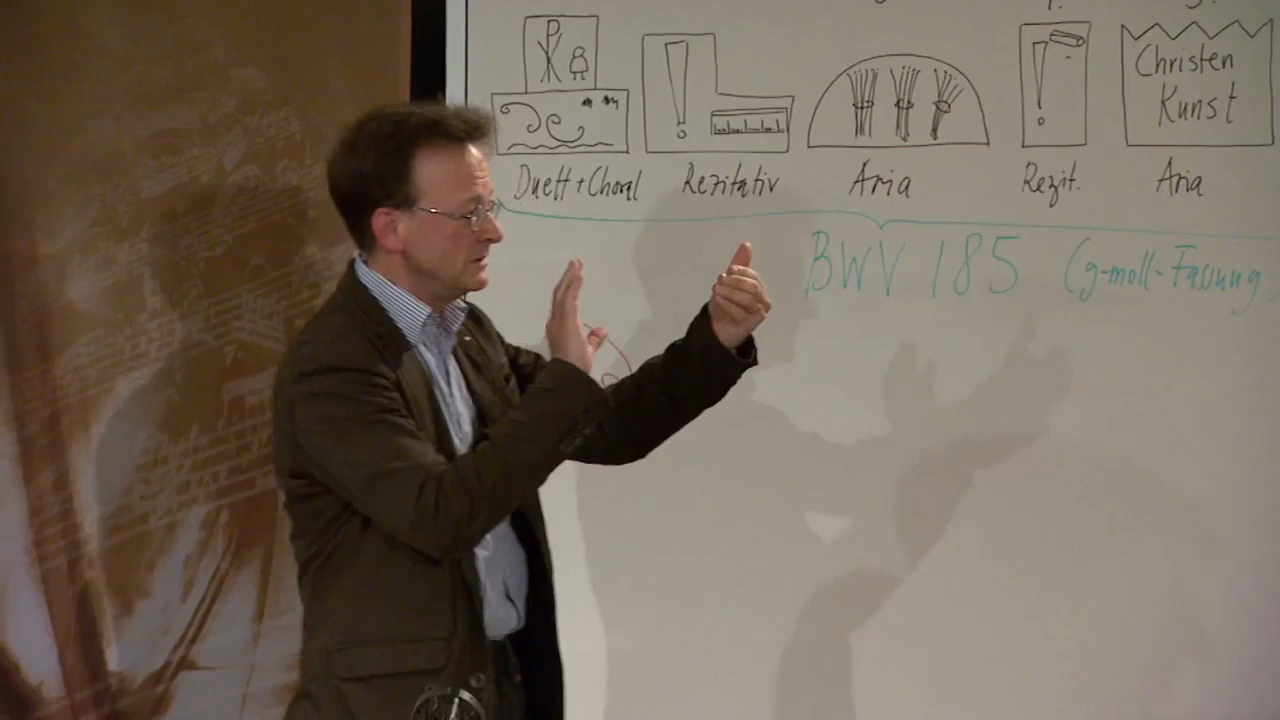 Christen
Kunst
Duett+Choral Rezitativ Aria Rezit. Aria
BWV 185 (g-moll-Fassung)